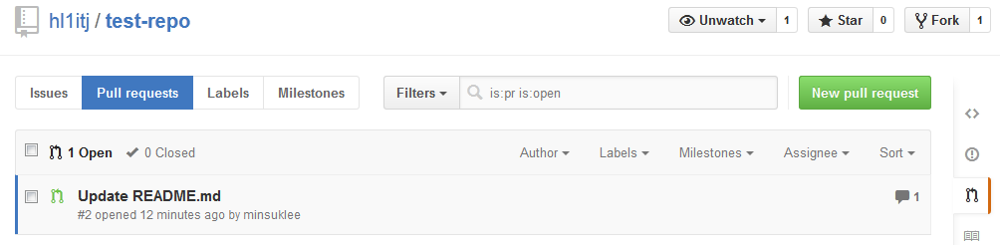 hl1itj / test-repo
Unwatch 1 Star 0 Fork 1
Issues Pull requests Labels Milestones Filters is:pr is:open New pull request
1 Open 0 Closed Author Labels Milestones Assignee Sort
Update README.md 1
#2 opened 12 minutes ago by minsuklee